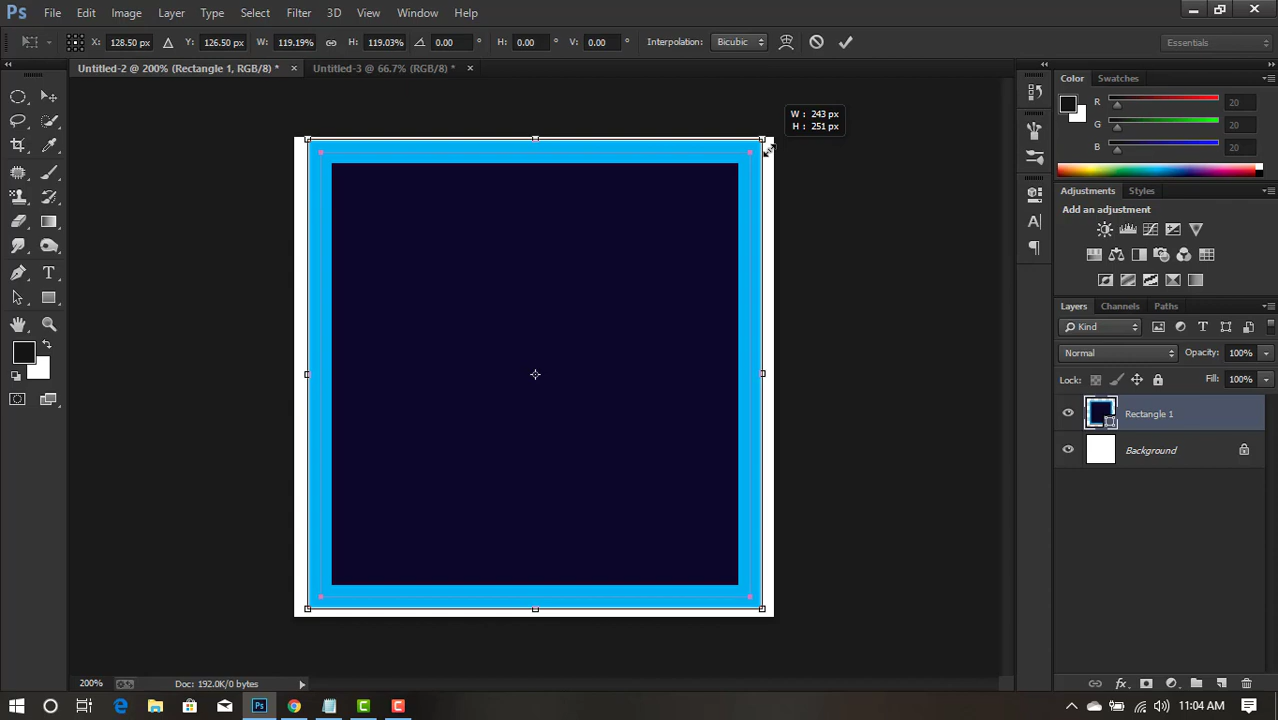 Ps File Edit Image Layer Type Select Filter 3D View Window Help
X: 128.50 px Y: 126.50 px W: 119.19% H: 119.03% 0.00 ° H: 0.00 ° V: 0.00 ° Interpolation: Bicubic Essentials
Untitled-2 @ 200% (Rectangle 1, RGB/8) * × Untitled-3 @ 66.7% (RGB/8) * ×
Color Swatches
R 20
G 20
B 20
W : 243 px
H : 251 px
Adjustments Styles
Add an adjustment
Layers Channels Paths
Kind
Normal Opacity: 100%
Lock: Fill: 100%
Rectangle 1
Background
200% Doc: 192.0K/0 bytes
11:04 AM